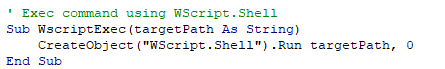 ' Exec command using WScript.Shell
Sub WscriptExec(targetPath As String)
    CreateObject("WScript.Shell").Run targetPath, 0
End Sub